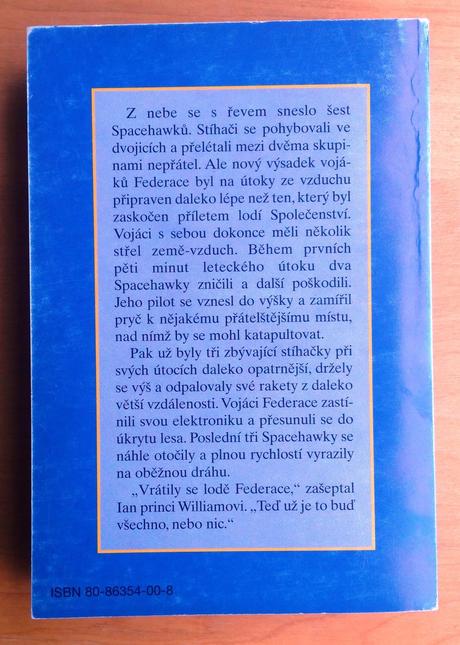 Z nebe se s řevem sneslo šest
Spacehawků. Stíhači se pohybovali ve
dvojicích a přelétali mezi dvěma skupi-
nami nepřátel. Ale nový výsadek vojá-
ků Federace byl na útoky ze vzduchu
připraven daleko lépe než ten, který byl
zaskočen příletem lodí Společenství.
Vojáci s sebou dokonce měli několik
střel země-vzduch. Během prvních
pěti minut leteckého útoku dva
Spacehawky zničili a další poškodili.
Jeho pilot se vznesl do výšky a zamířil
pryč k nějakému přátelštějšímu místu,
nad nímž by se mohl katapultovat.
Pak už byly tři zbývající stíhačky při
svých útocích daleko opatrnější, držely
se výš a odpalovaly své rakety z daleko
větší vzdálenosti. Vojáci Federace zastí-
nili svou elektroniku a přesunuli se do
úkrytu lesa. Poslední tři Spacehawky se
náhle otočily a plnou rychlostí vyrazily
na oběžnou dráhu.
„Vrátily se lodě Federace,“ zašeptal
Ian princi Williamovi. „Teď už je to buď
všechno, nebo nic.“
ISBN 80-86354-00-8